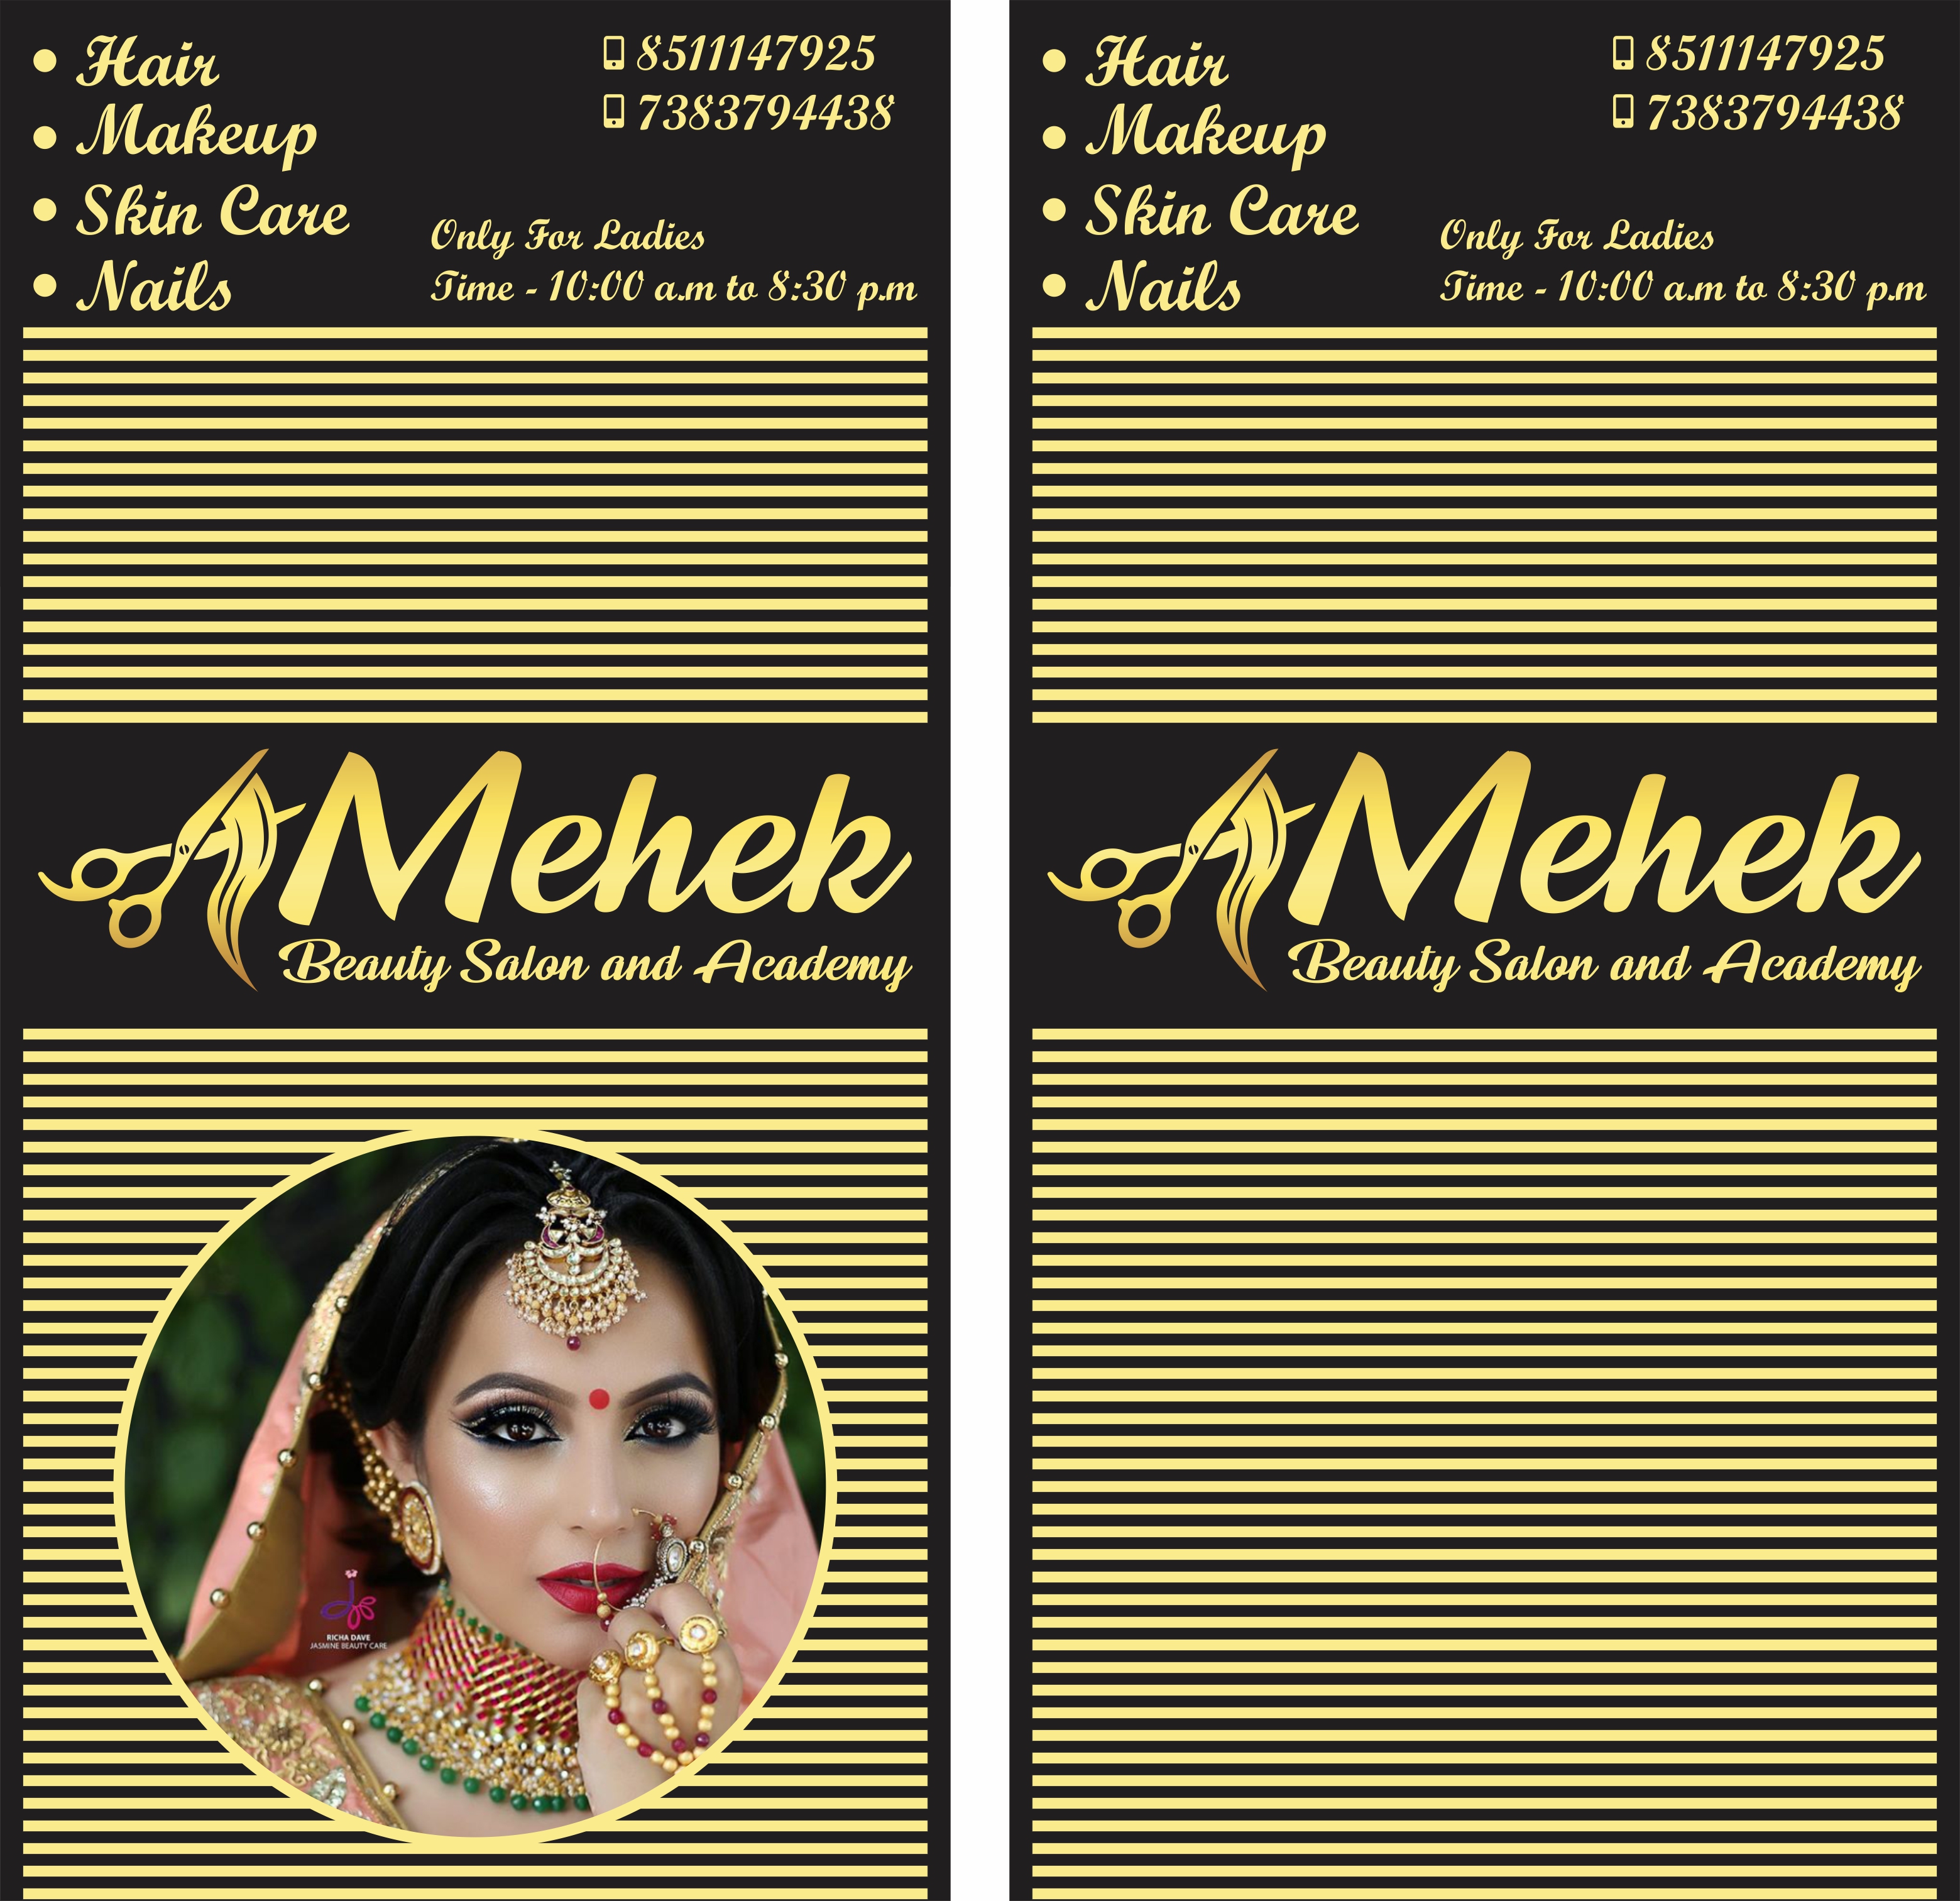 Hair
Makeup
Skin Care
Nails
8511147925
7383794438
Only For Ladies
Time - 10:00 a.m to 8:30 p.m
Mehek
Beauty Salon and Academy
RICHA DAVE
JASMINE BEAUTY CARE
Hair
Makeup
Skin Care
Nails
8511147925
7383794438
Only For Ladies
Time - 10:00 a.m to 8:30 p.m
Mehek
Beauty Salon and Academy